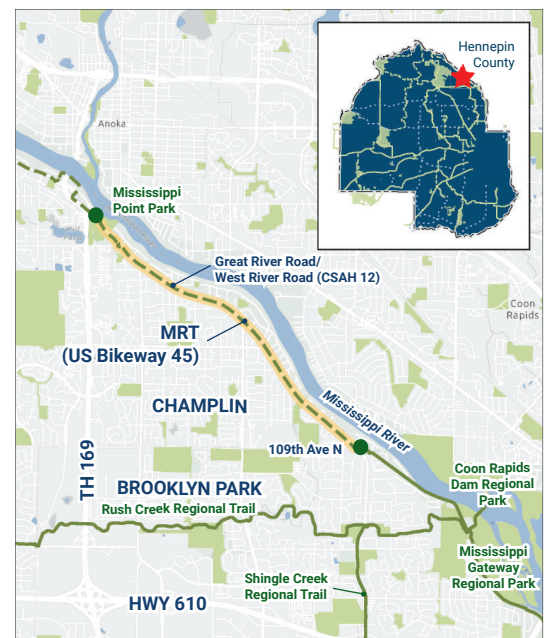 Hennepin
County
Anoka
Mississippi
Point Park
Great River Road/
West River Road (CSAH 12)
Coon
Rapids
MRT
(US Bikeway 45)
CHAMPLIN
Mississippi River
109th Ave N
TH 169
Coon Rapids
Dam Regional
Park
BROOKLYN PARK
Rush Creek Regional Trail
Mississippi
Gateway
Regional Park
Shingle Creek
Regional Trail
HWY 610